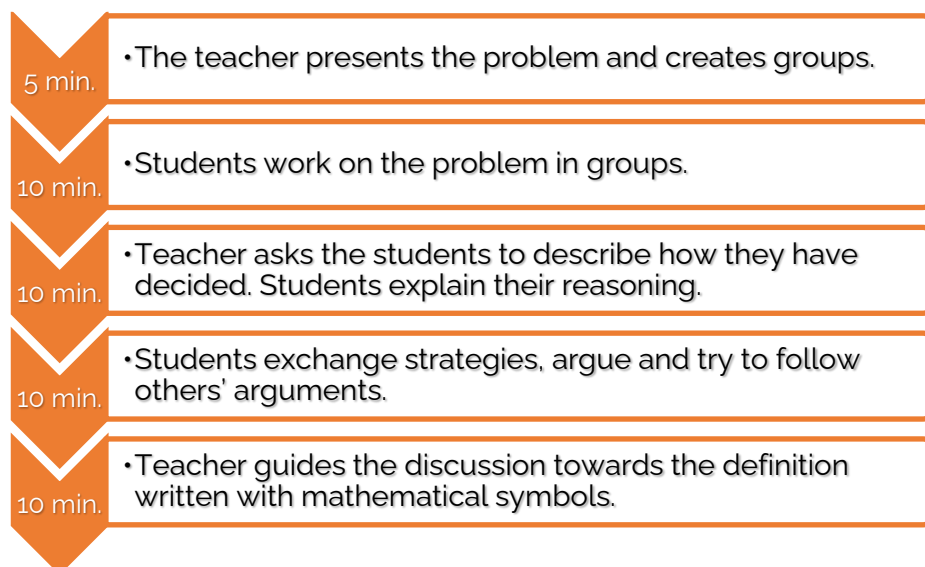 5 min.
•The teacher presents the problem and creates groups.
10 min.
•Students work on the problem in groups.
10 min.
•Teacher asks the students to describe how they have
decided. Students explain their reasoning.
10 min.
•Students exchange strategies, argue and try to follow
others’ arguments.
10 min.
•Teacher guides the discussion towards the definition
written with mathematical symbols.